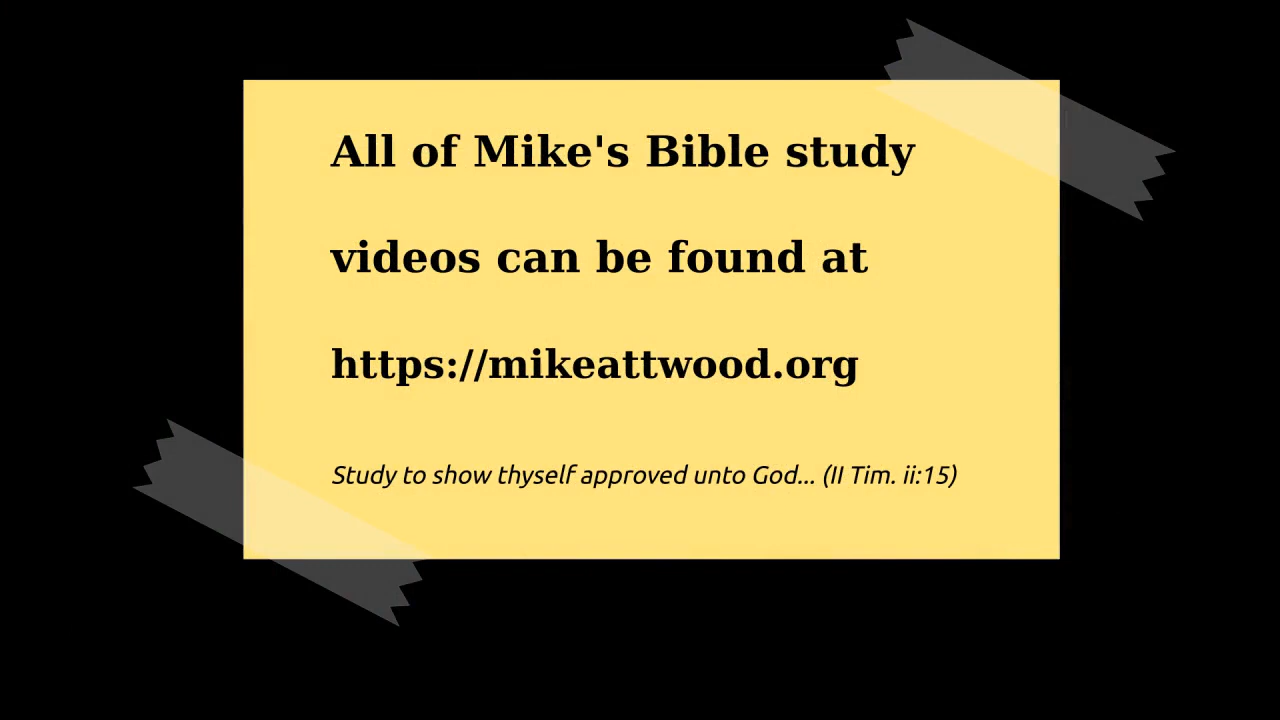 All of Mike's Bible study
videos can be found at
https://mikeattwood.org
Study to show thyself approved unto God... (II Tim. ii:15)